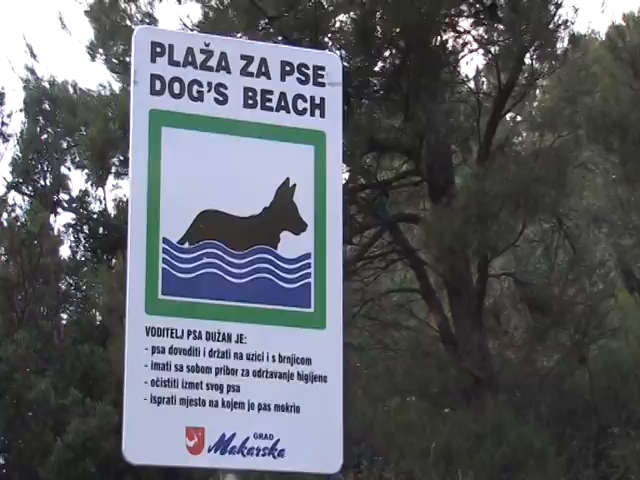 PLAŽA ZA PSE
DOG'S BEACH
VODITELJ PSA DUŽAN JE:
- psa dovoditi i držati na uzici i s brnjicom
- imati sa sobom pribor za održavanje higijene
- očistiti izmet svog psa
- isprati mjesto na kojem je pas mokrio
GRAD
Makarska